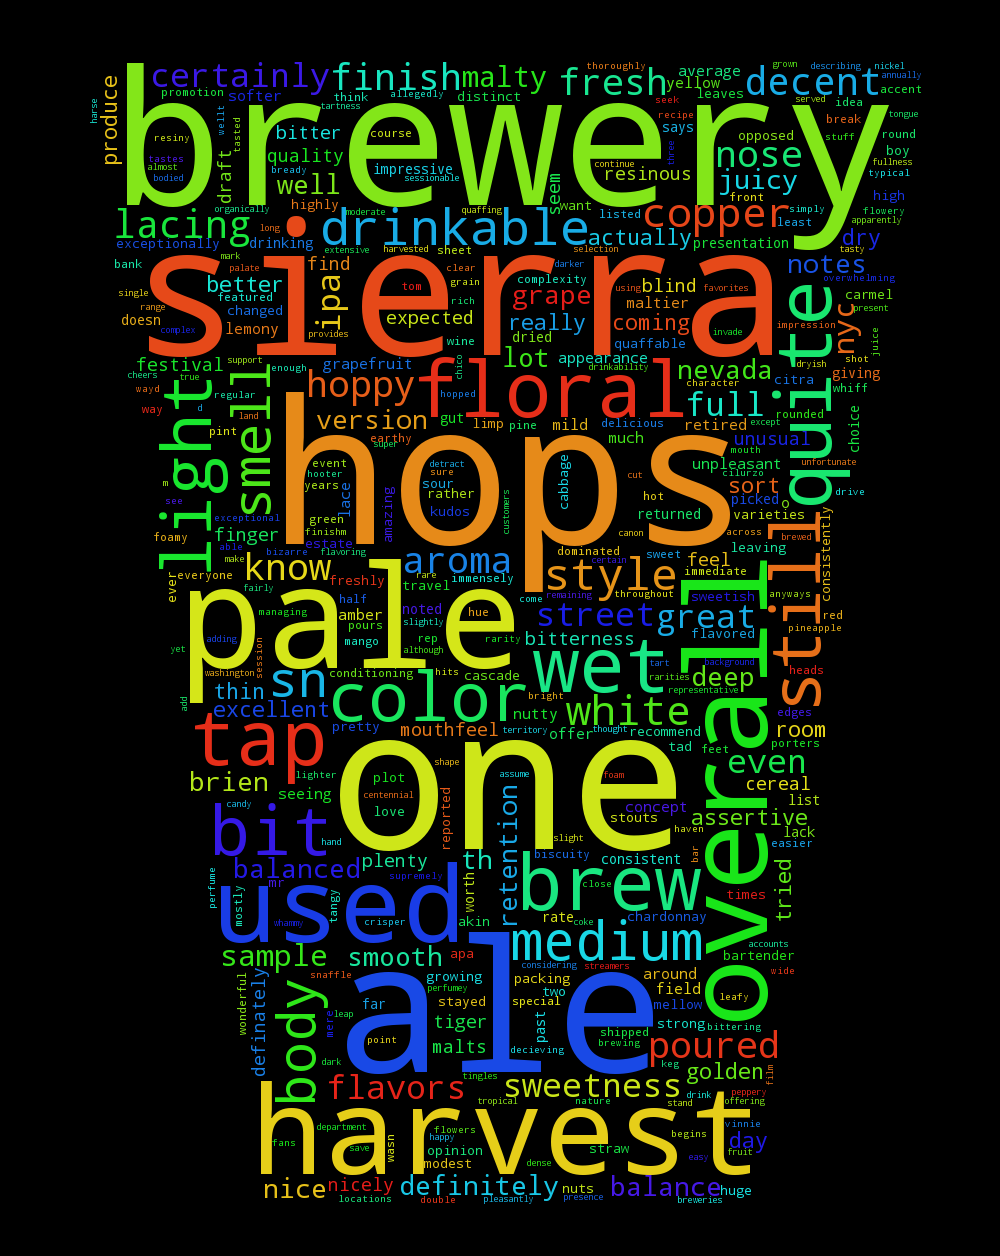 brewery
certainly
finish
malty
fresh
average
yellow
thoroughly
decent
grown
describing
nickel
annually
accent
leaves
harse
produce
promotion
softer
think
allegedly
distinct
tartness
seek
recipe
served
idea
break
tongue
resiny
wellit
tasted
bitter
course
says
opposed
stuff
round
boy
tastes
almost
bodied
draft
quality
bready
well
impressive
sessionable
seem
continue
resinous
three
nose
juicy
front
fullness
typical
organically
highly
moderate
quaffing
want
listed
copper
simply
least
high
flowery
apparently
tasty
lacing
long
mark
drinkable
actually
presentation
dry
exceptionally
drinking
palate
extensive
harvested
sheet
selection
sierra
bank
better
find
clear
grain
complexity
darker
using
favorites
blind
notes
overwhelming
single
range
featured
changed
ipa
tom
rich
grape
maltier
carmel
present
doesn
complex
lemony
provides
expected
wine
really
dried
quaffable
coming
invade
impression
nyc
juice
festival
support
enough
grapefruit
chico
lot
appearance
drinkability
nevada
character
dryish
shot
giving
cheers
true
wayd
regular
hoppy
floral
hopped
full
citra
whiff
way
d
land
version
gut
limp
pine
mild
delicious
retired
rounded
except
choice
pint
light
smell
earthy
super
much
unusual
mouth
quite
hops
event
hooter
years
lace
detract
sure
sour
rather
kudos
cabbage
cut
hot
unpleasant
cilurzo
sort
picked
unfortunate
drive
m
see
exceptional
green
finishm
estate
amazing
customers
canon
returned
varieties
o
across
brewed
foamy
finger
able
bizarre
flavoring
dominated
sweet
certain
feel
leaving
still
consistently
ever
everyone
make
fairly
know
freshly
aroma
rare
travel
immensely
style
throughout
immediate
anyways
pale
half
amber
noted
slightly
hue
come
remaining
street
great
sweetish
red
managing
pours
rep
rarity
bitterness
flavored
pineapple
yet
adding
session
mango
although
tart
background
washington
sn
conditioning
hits
cascade
wet
rarities
deep
heads
representative
add
thin
excellent
color
bright
nutty
white
edges
overall
tap
pretty
mouthfeel
territory
offer
thought
recommend
tad
feet
room
porters
brien
seeing
lighter
plot
shape
one
assume
foam
even
cereal
centennial
love
concept
stouts
haven
list
candy
bit
hand
reported
retention
slight
assertive
lack
easier
balanced
plenty
th
biscuity
consistent
bar
perfume
mr
supremely
worth
brew
close
times
tried
mostly
used
whammy
tangy
crisper
akin
rate
coke
chardonnay
accounts
sample
smooth
apa
medium
bartender
wonderful
definately
snaffle
growing
perfumey
considering
streamers
around
wide
packing
field
leafy
body
far
leap
ale
stayed
two
special
mellow
mere
tiger
past
shipped
strong
bittering
point
malts
decieving
brewing
poured
dark
tingles
keg
golden
film
flavors
sweetness
drink
peppery
offering
harvest
tropical
nature
stand
department
flowers
vinnie
fans
save
wasn
happy
begins
day
opinion
straw
fruit
modest
dense
easy
nice
nicely
definitely
nuts
balance
huge
locations
double
pleasantly
presence
breweries